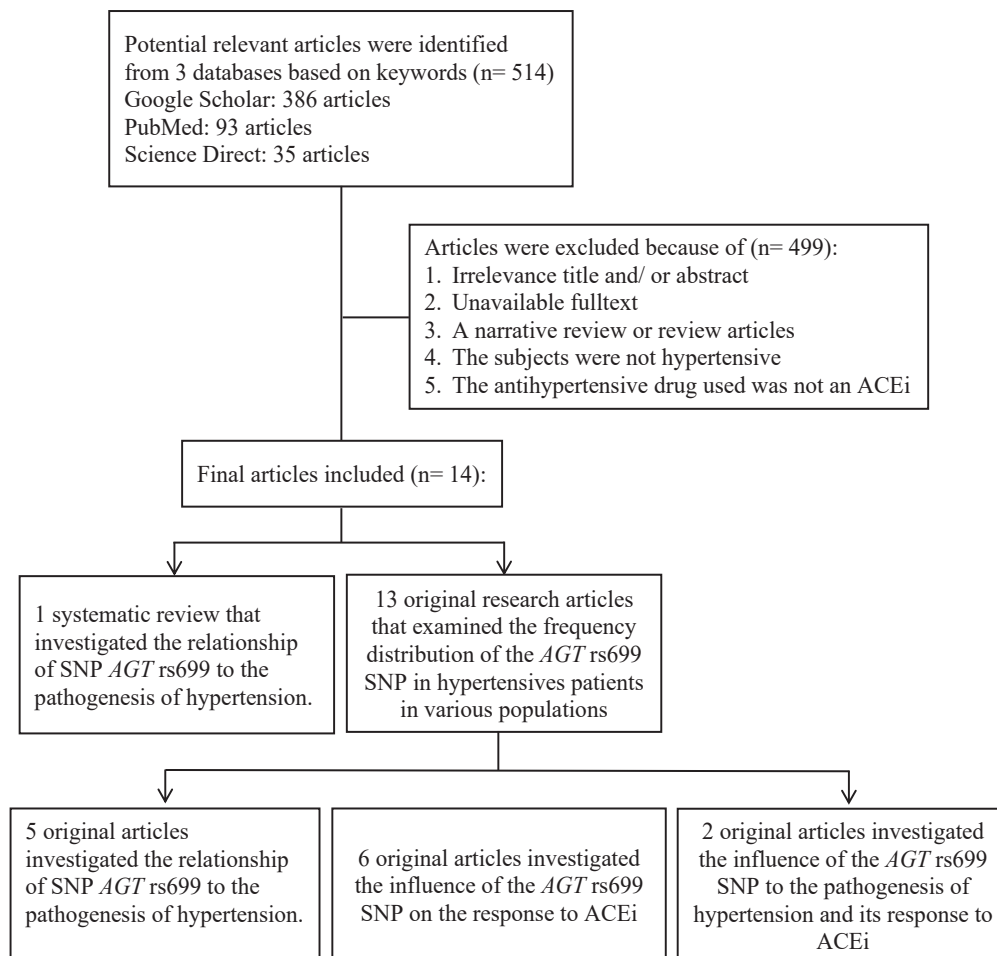 Potential relevant articles were identified
from 3 databases based on keywords (n= 514)
Google Scholar: 386 articles
PubMed: 93 articles
Science Direct: 35 articles
Articles were excluded because of (n= 499):
1. Irrelevance title and/ or abstract
2. Unavailable fulltext
3. A narrative review or review articles
4. The subjects were not hypertensive
5. The antihypertensive drug used was not an ACEi
Final articles included (n= 14):
1 systematic review that
investigated the relationship
of SNP AGT rs699 to the
pathogenesis of hypertension.
13 original research articles
that examined the frequency
distribution of the AGT rs699
SNP in hypertensives patients
in various populations
5 original articles
investigated the relationship
of SNP AGT rs699 to the
pathogenesis of hypertension.
6 original articles investigated
the influence of the AGT rs699
SNP on the response to ACEi
2 original articles investigated
the influence of the AGT rs699
SNP to the pathogenesis of
hypertension and its response to
ACEi